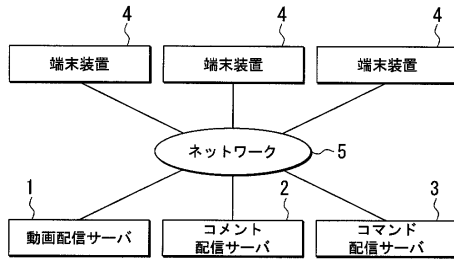 4 4 4
端末装置 端末装置 端末装置
ネットワーク 5
1 2 3
動画配信サーバ コメント 配信サーバ コマンド 配信サーバ